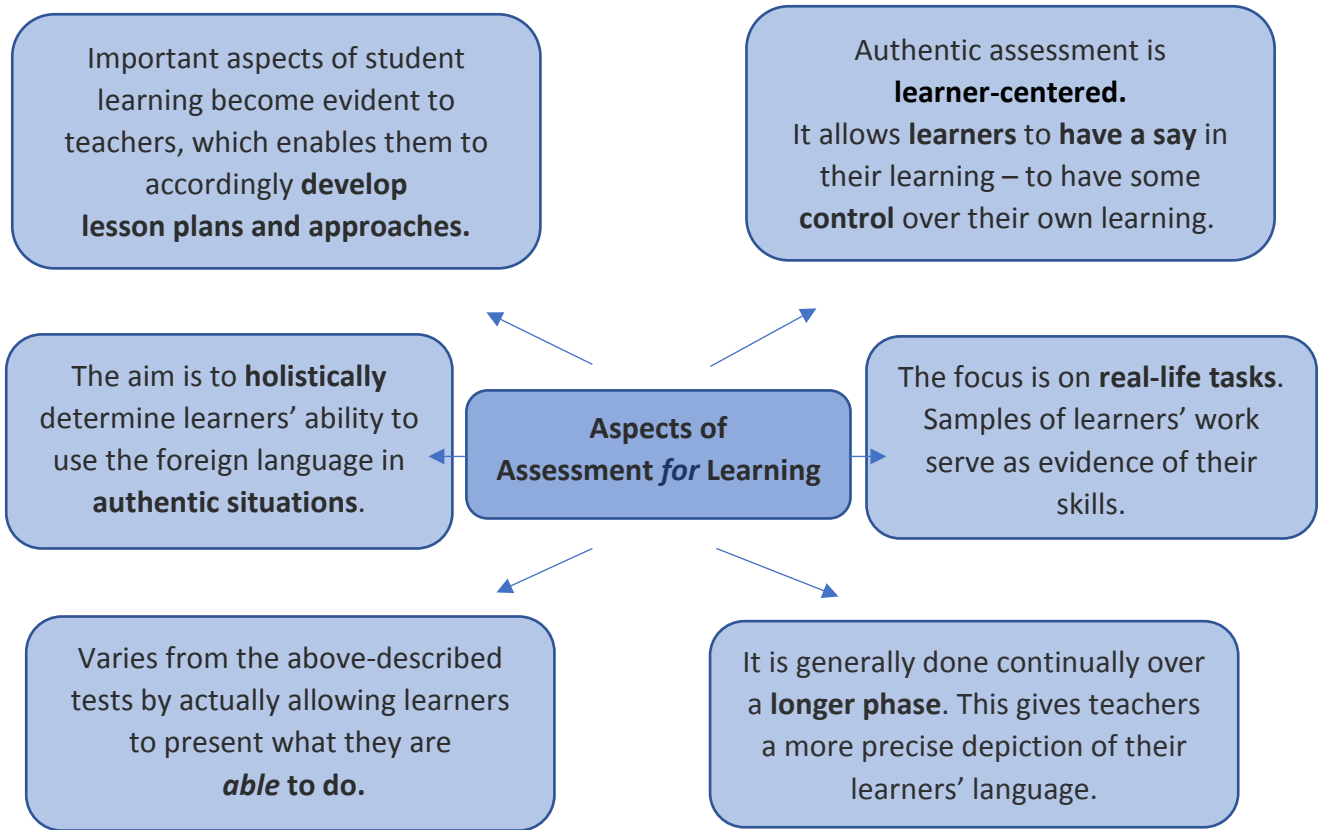 Important aspects of student
learning become evident to
teachers, which enables them to
accordingly develop
lesson plans and approaches.
Authentic assessment is
learner-centered.
It allows learners to have a say in
their learning – to have some
control over their own learning.
The aim is to holistically
determine learners’ ability to
use the foreign language in
authentic situations.
Aspects of
Assessment for Learning
The focus is on real-life tasks.
Samples of learners’ work
serve as evidence of their
skills.
Varies from the above-described
tests by actually allowing learners
to present what they are
able to do.
It is generally done continually over
a longer phase. This gives teachers
a more precise depiction of their
learners’ language.